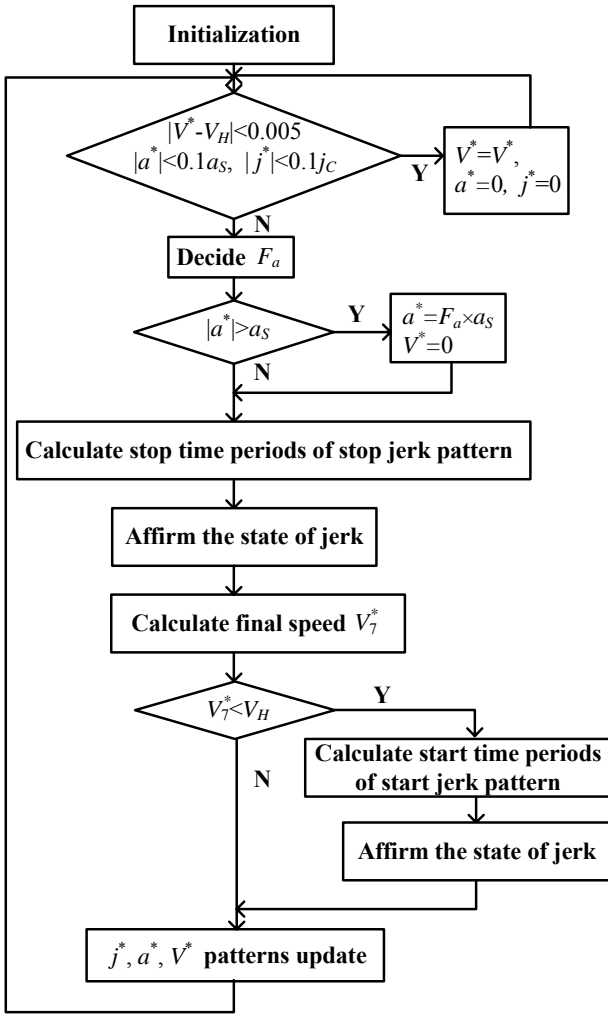 Initialization
|V*-V_H|<0.005
|a*|<0.1a_S, |j*|<0.1j_C
Y
V*=V*,
a*=0, j*=0
N
Decide F_a
|a*|>a_S
Y
a*=F_a×a_S
V*=0
N
Calculate stop time periods of stop jerk pattern
Affirm the state of jerk
Calculate final speed V_7^*
V_7^*<V_H
Y
Calculate start time periods
of start jerk pattern
N
Affirm the state of jerk
j*, a*, V* patterns update